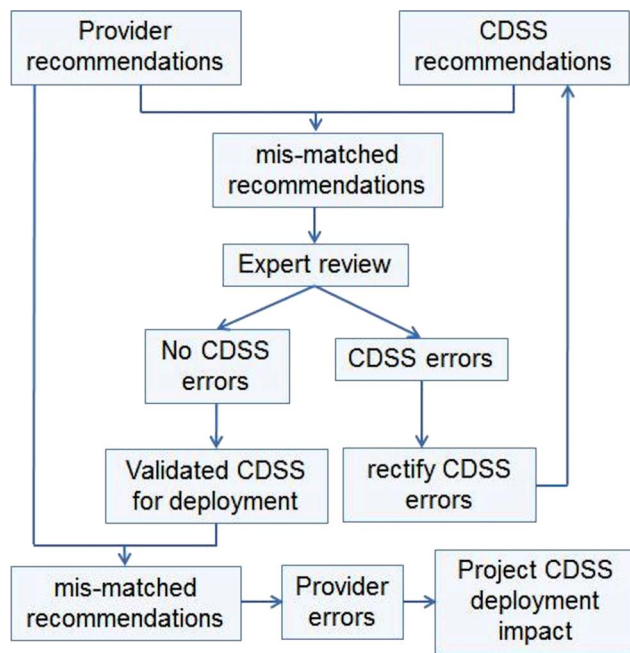 Provider
recommendations
CDSS
recommendations
mis-matched
recommendations
Expert review
No CDSS
errors
CDSS errors
Validated CDSS
for deployment
rectify CDSS
errors
mis-matched
recommendations
Provider
errors
Project CDSS
deployment
impact